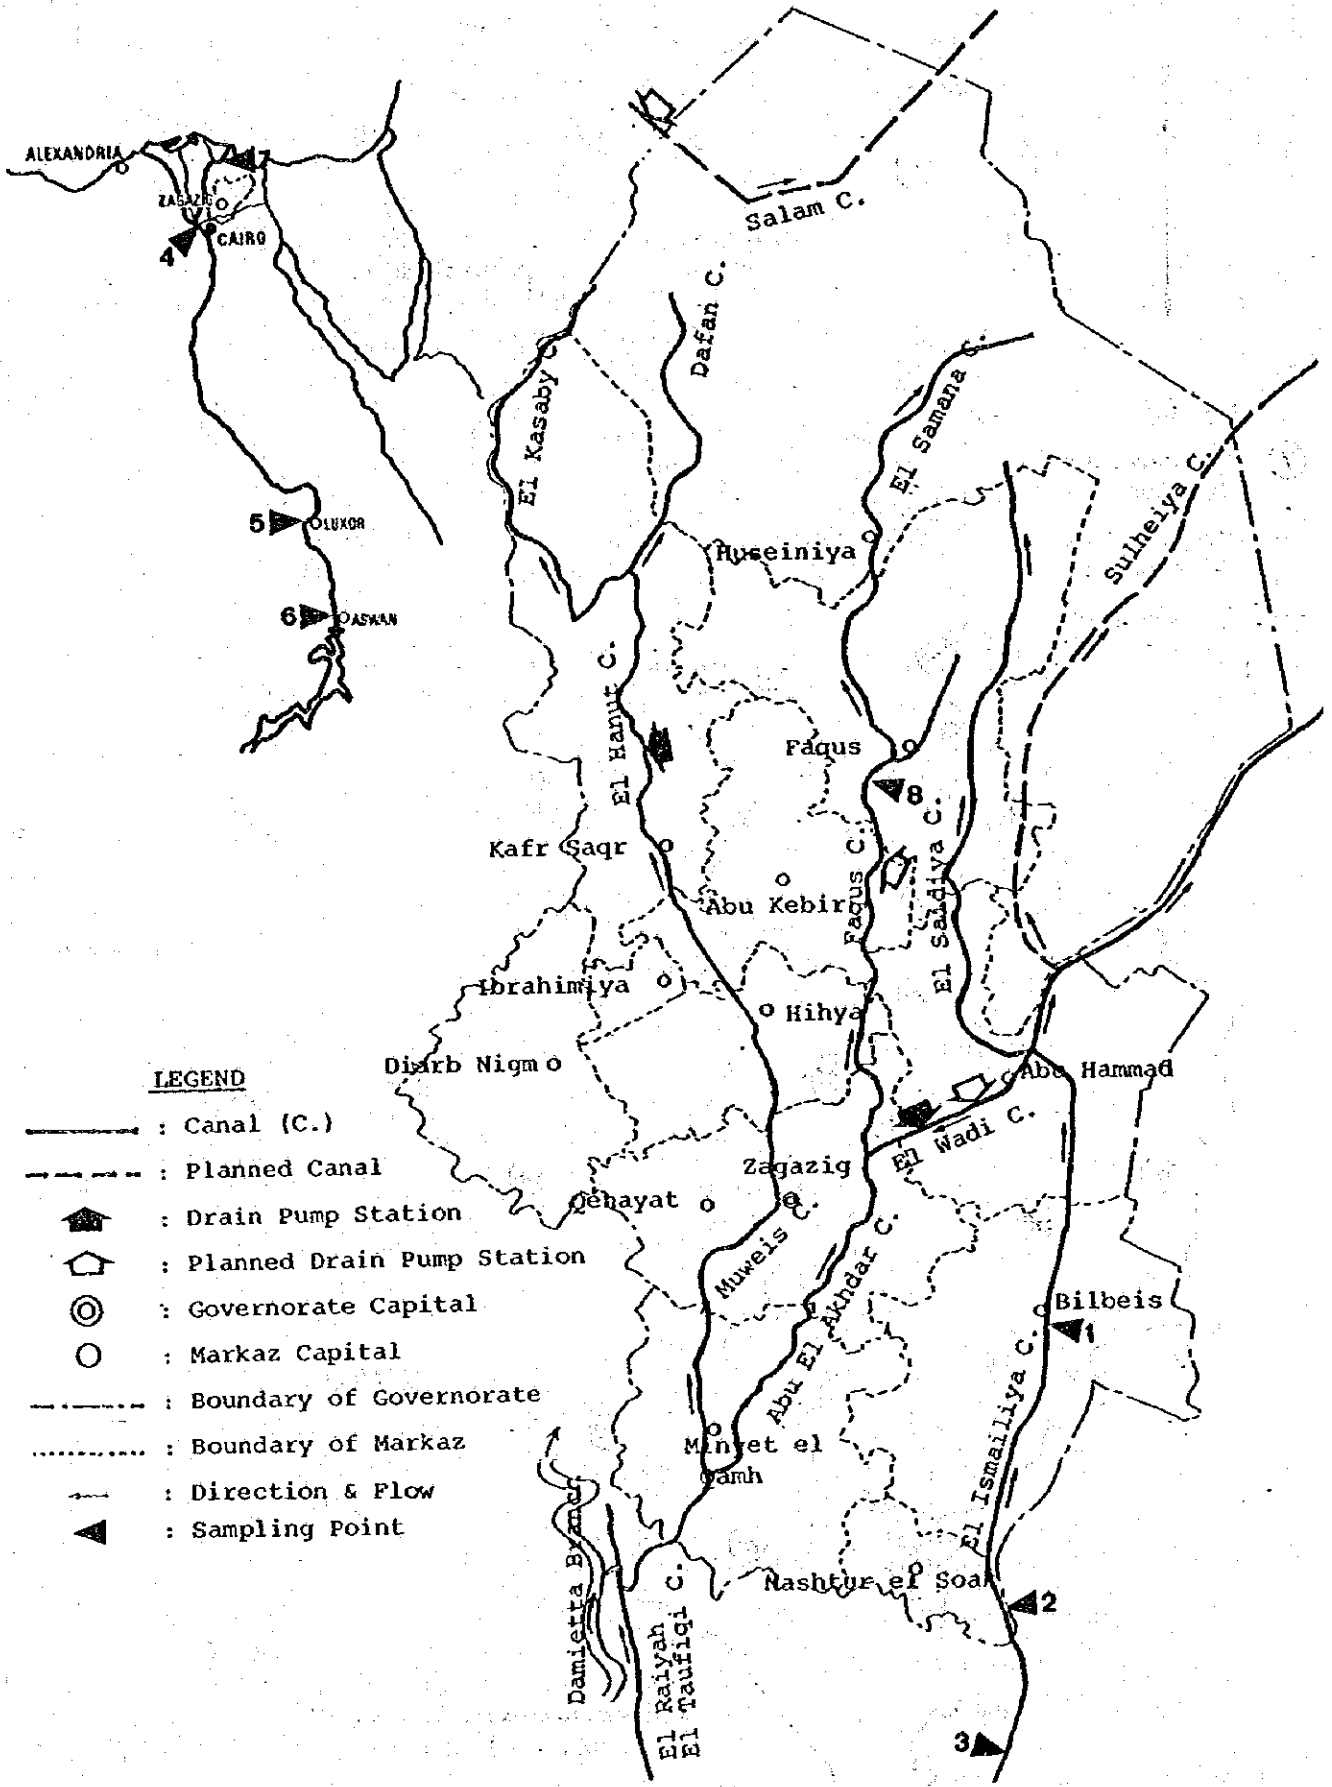 ALEXANDRIA
7
ZAGAZIG
CAIRO
4
5
LUXOR
6
ASWAN
Salam C.
Dafan C.
El Kasaby C
El Samana C.
Sulheiya C.
Huseiniya
El Hanut C.
Faqus
8
Kafr Saqr
Abu Kebir
Faqus C.
El Saidiya C.
Ibrahimiya
Hihya
Diarb Nigm
Abu Hammad
El Wadi C.
Zagazig
Qenayat
Muweis C.
Abu El Akhdar C.
Bilbeis
1
El Ismailiya C.
Minyet el
Qamh
Damietta Branch
Mashtur el Soak
2
El Raiyah
El Taufiqi C.
3
LEGEND
: Canal (C.)
: Planned Canal
: Drain Pump Station
: Planned Drain Pump Station
: Governorate Capital
: Markaz Capital
: Boundary of Governorate
: Boundary of Markaz
: Direction & Flow
: Sampling Point